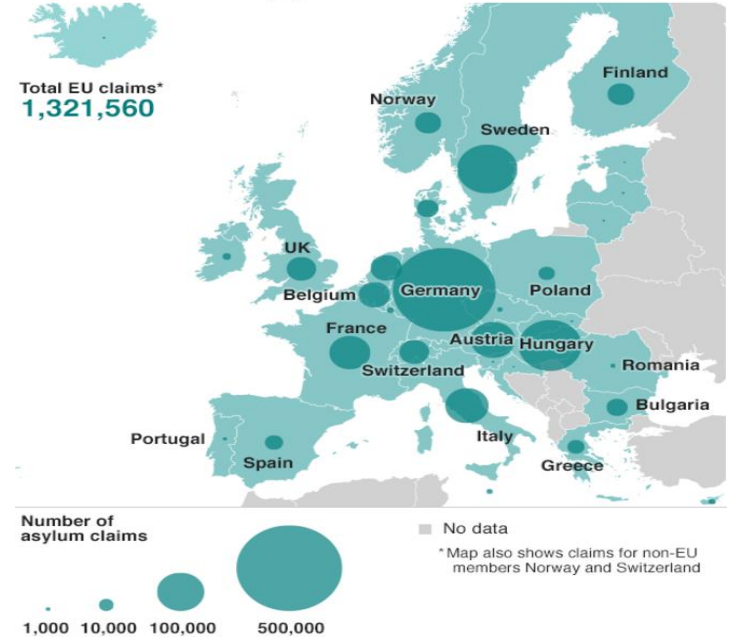 Total EU claims*
1,321,560
Finland
Norway
Sweden
UK
Belgium
Germany
Poland
France
Austria
Hungary
Switzerland
Romania
Bulgaria
Portugal
Italy
Spain
Greece
Number of
asylum claims
No data
*Map also shows claims for non-EU
members Norway and Switzerland
1,000 10,000 100,000 500,000